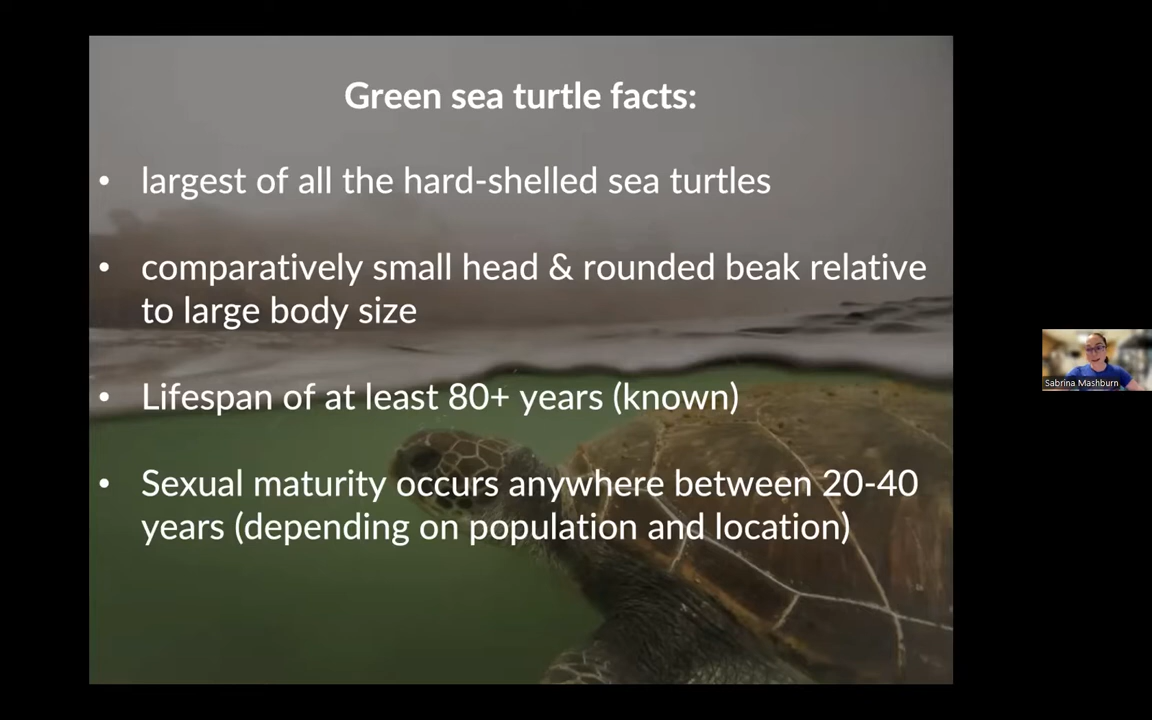 Green sea turtle facts:
• largest of all the hard-shelled sea turtles
• comparatively small head & rounded beak relative
to large body size
• Lifespan of at least 80+ years (known)
• Sexual maturity occurs anywhere between 20-40
years (depending on population and location)
Sabrina Mashburn